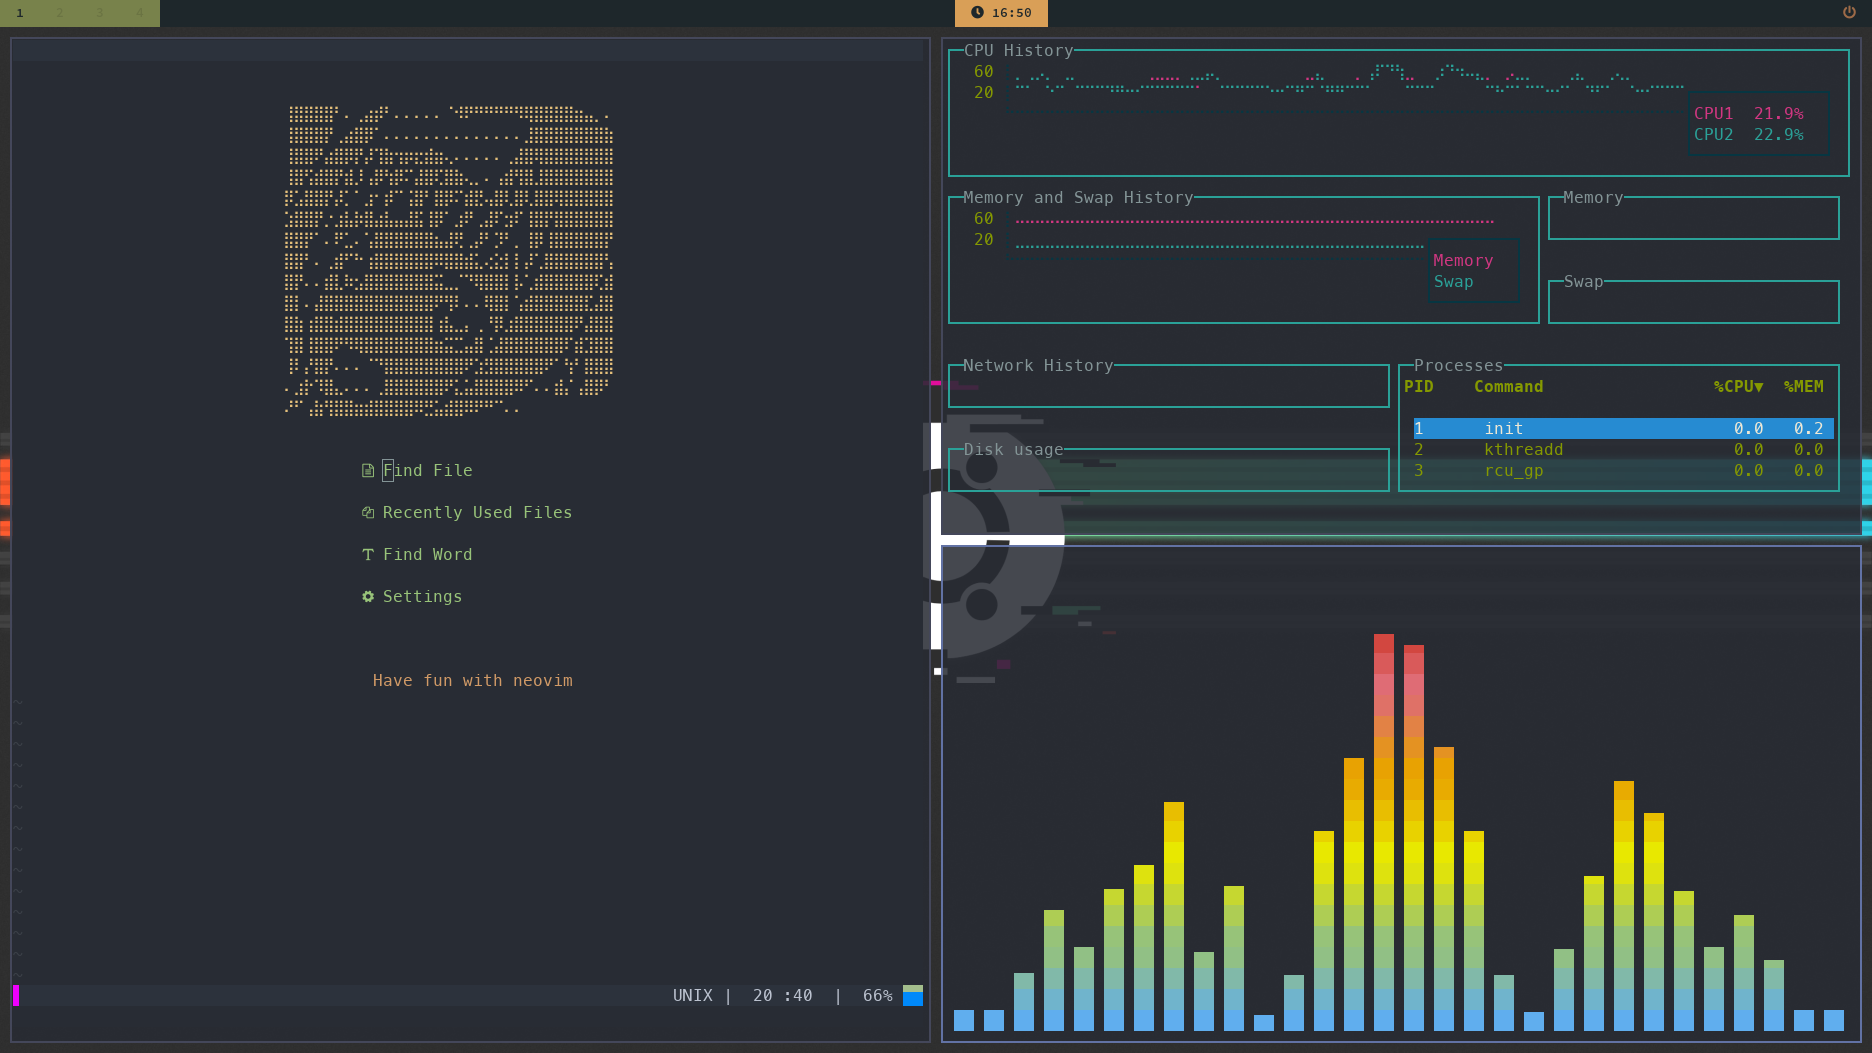 1 2 3 4
16:50
Find File
Recently Used Files
Find Word
Settings
Have fun with neovim
~
~
~
~
~
~
~
~
~
~
~
~
~
~
UNIX | 20 :40 | 66%
CPU History
60
20
CPU1 21.9%
CPU2 22.9%
Memory and Swap History
60
20
Memory
Swap
Memory
Swap
Network History
Disk usage
Processes
PID Command %CPU▼ %MEM
1 init 0.0 0.2
2 kthreadd 0.0 0.0
3 rcu_gp 0.0 0.0